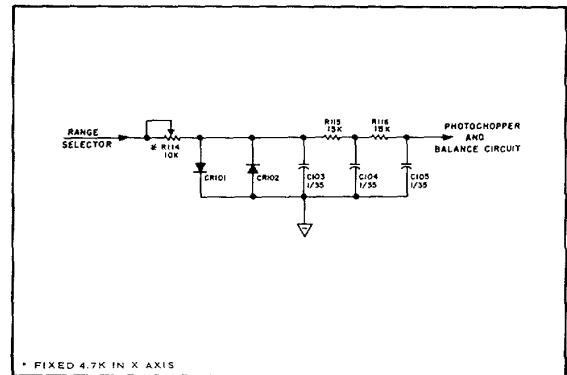 RANGE
SELECTOR
* R114
10K
CR101
CR102
C103
1/35
R115
15K
R116
15K
C104
1/35
C105
1/35
PHOTOCHOPPER
AND
BALANCE CIRCUIT
* FIXED 4.7K IN X AXIS